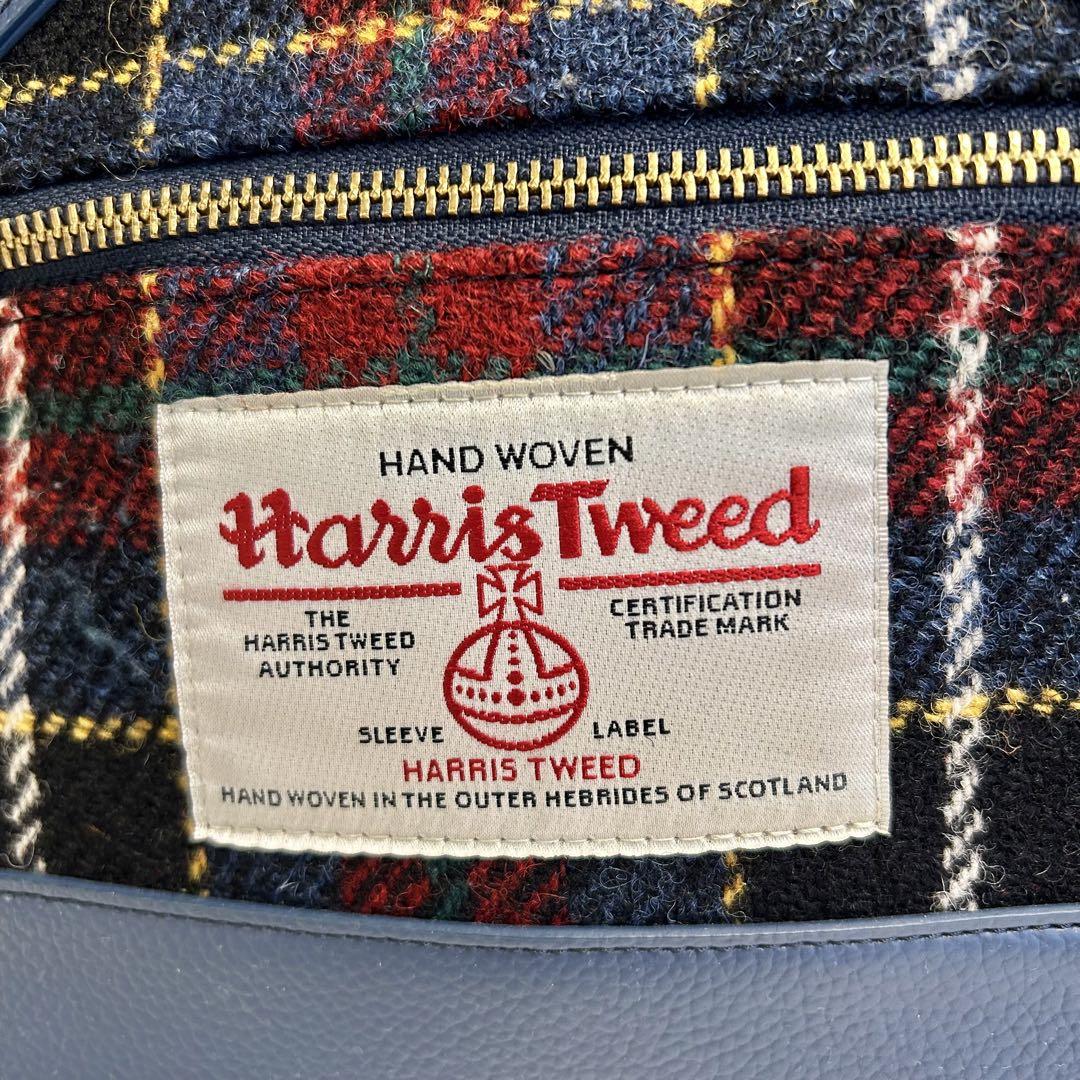 HAND WOVEN
Harris Tweed
THE
HARRIS TWEED
AUTHORITY
CERTIFICATION
TRADE MARK
SLEEVE LABEL
HARRIS TWEED
HAND WOVEN IN THE OUTER HEBRIDES OF SCOTLAND